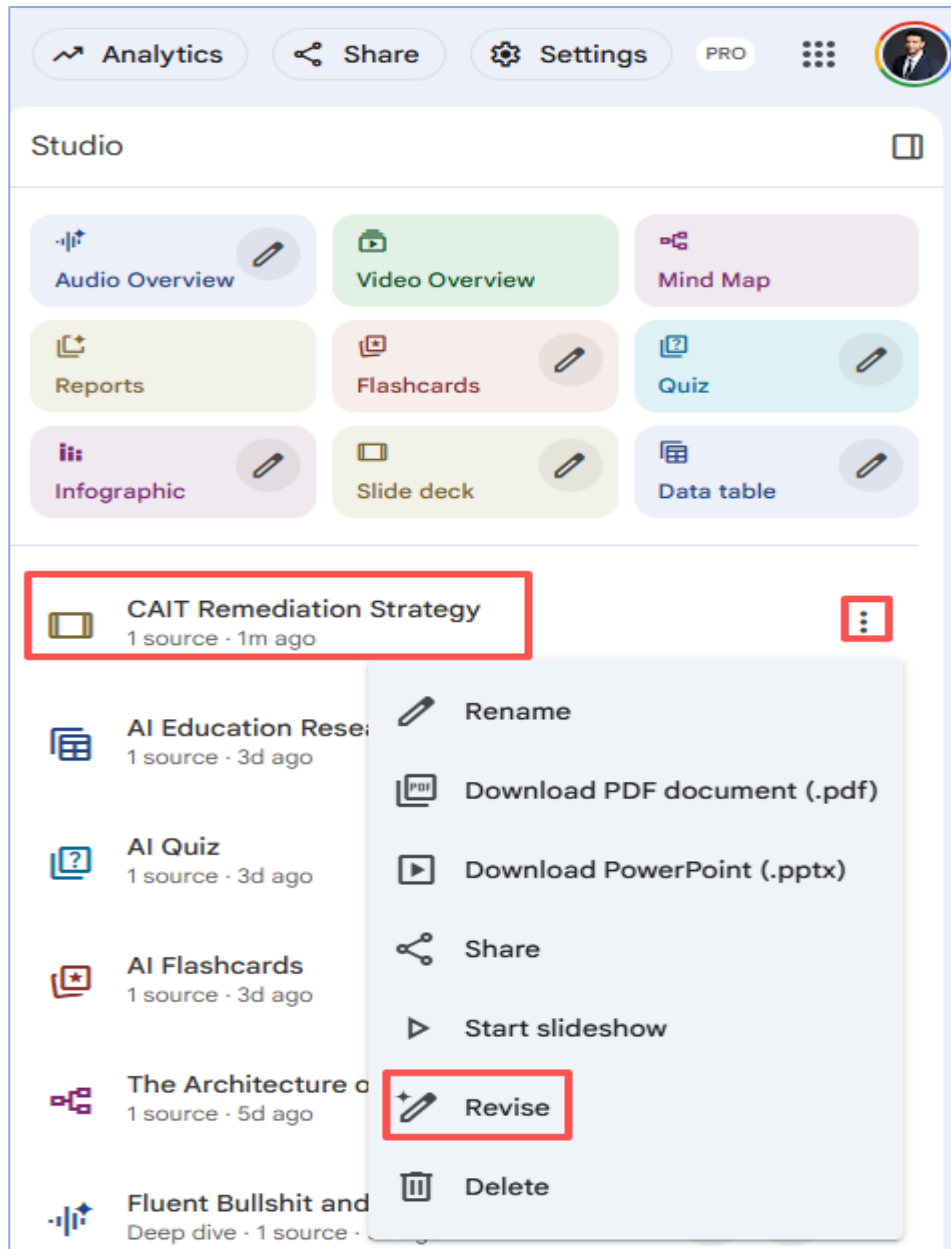 Analytics Share Settings PRO
Studio
Audio Overview Video Overview Mind Map
Reports Flashcards Quiz
Infographic Slide deck Data table
CAIT Remediation Strategy
1 source · 1m ago
Rename
AI Education Resea
1 source · 3d ago
Download PDF document (.pdf)
AI Quiz
1 source · 3d ago
Download PowerPoint (.pptx)
Share
AI Flashcards
1 source · 3d ago
Start slideshow
The Architecture o
1 source · 5d ago
Revise
Delete
Fluent Bullshit and
Deep dive · 1 source ·